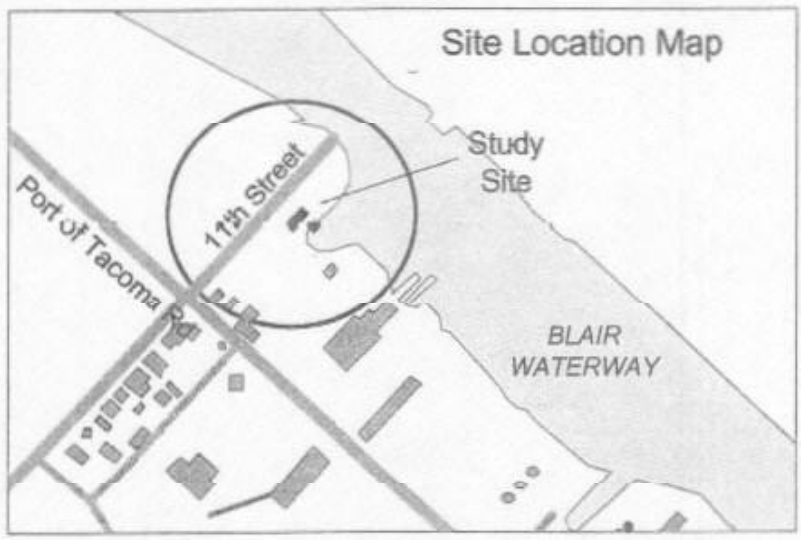 Site Location Map
Study
Site
11th Street
Port of Tacoma Rd.
BLAIR
WATERWAY